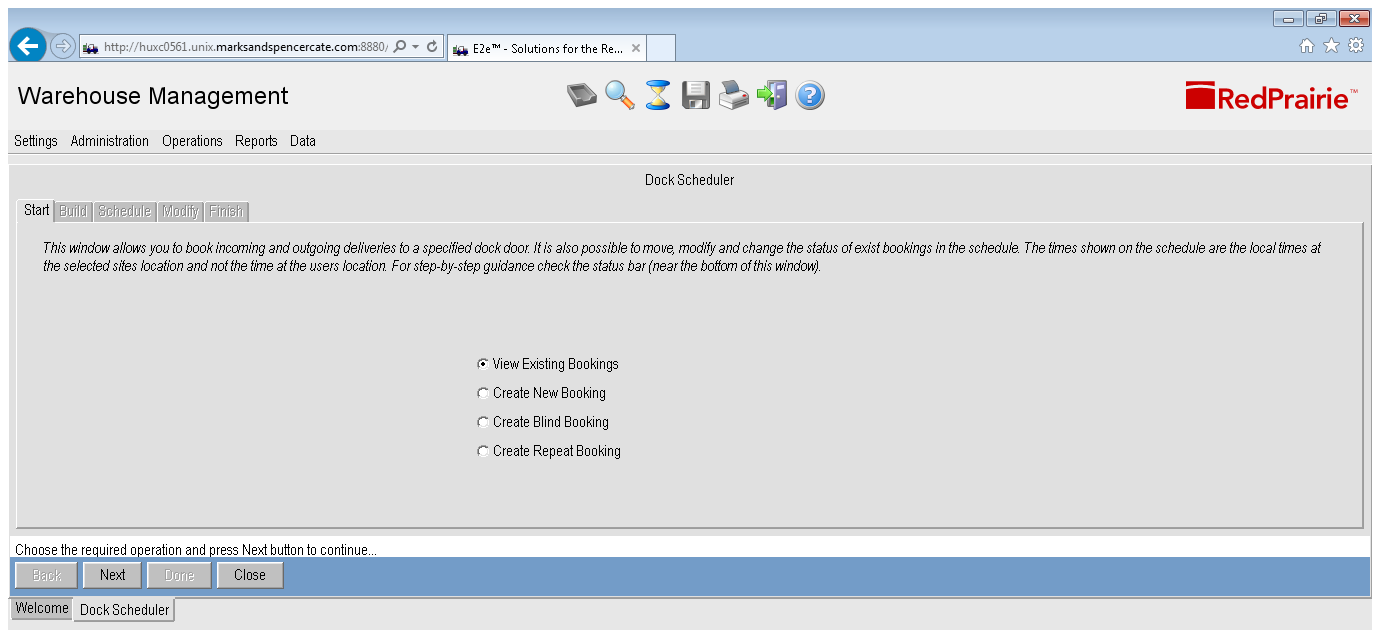 http://huxc0561.unix.marksandspencercate.com:8880/
E2e™ - Solutions for the Re...
Warehouse Management
RedPrairie™
Settings Administration Operations Reports Data
Dock Scheduler
Start Build Schedule Modify Finish
This window allows you to book incoming and outgoing deliveries to a specified dock door. It is also possible to move, modify and change the status of exist bookings in the schedule. The times shown on the schedule are the local times at
the selected sites location and not the time at the users location. For step-by-step guidance check the status bar (near the bottom of this window).
View Existing Bookings
Create New Booking
Create Blind Booking
Create Repeat Booking
Choose the required operation and press Next button to continue...
Back Next Done Close
Welcome Dock Scheduler